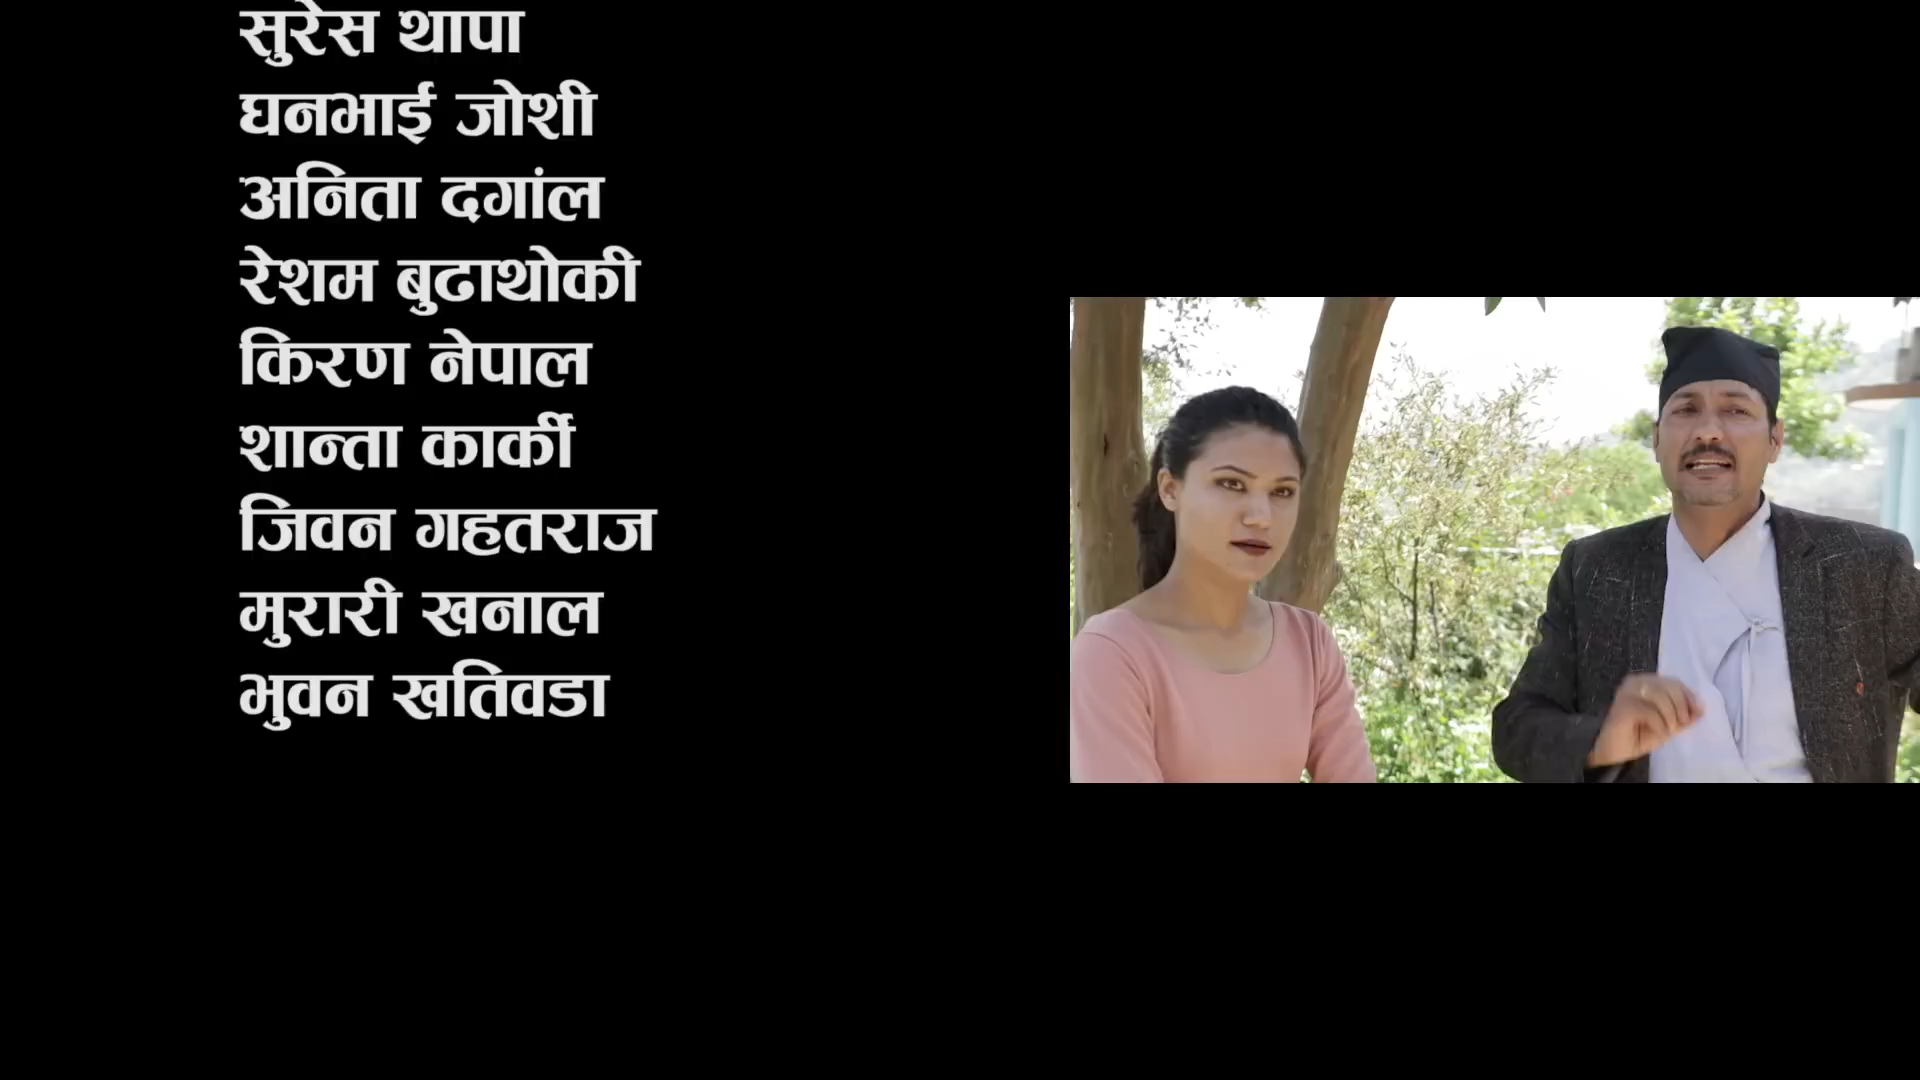 सुरेस थापा
घनभाई जोशी
अनिता दगांल
रेशम बुढाथोकी
किरण नेपाल
शान्ता कार्की
जिवन गहतराज
मुरारी खनाल
भुवन खतिवडा